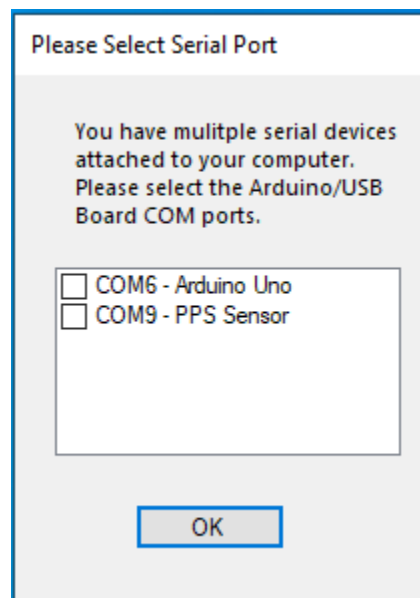 Please Select Serial Port
You have mulitple serial devices
attached to your computer.
Please select the Arduino/USB
Board COM ports.
COM6 - Arduino Uno
COM9 - PPS Sensor
OK